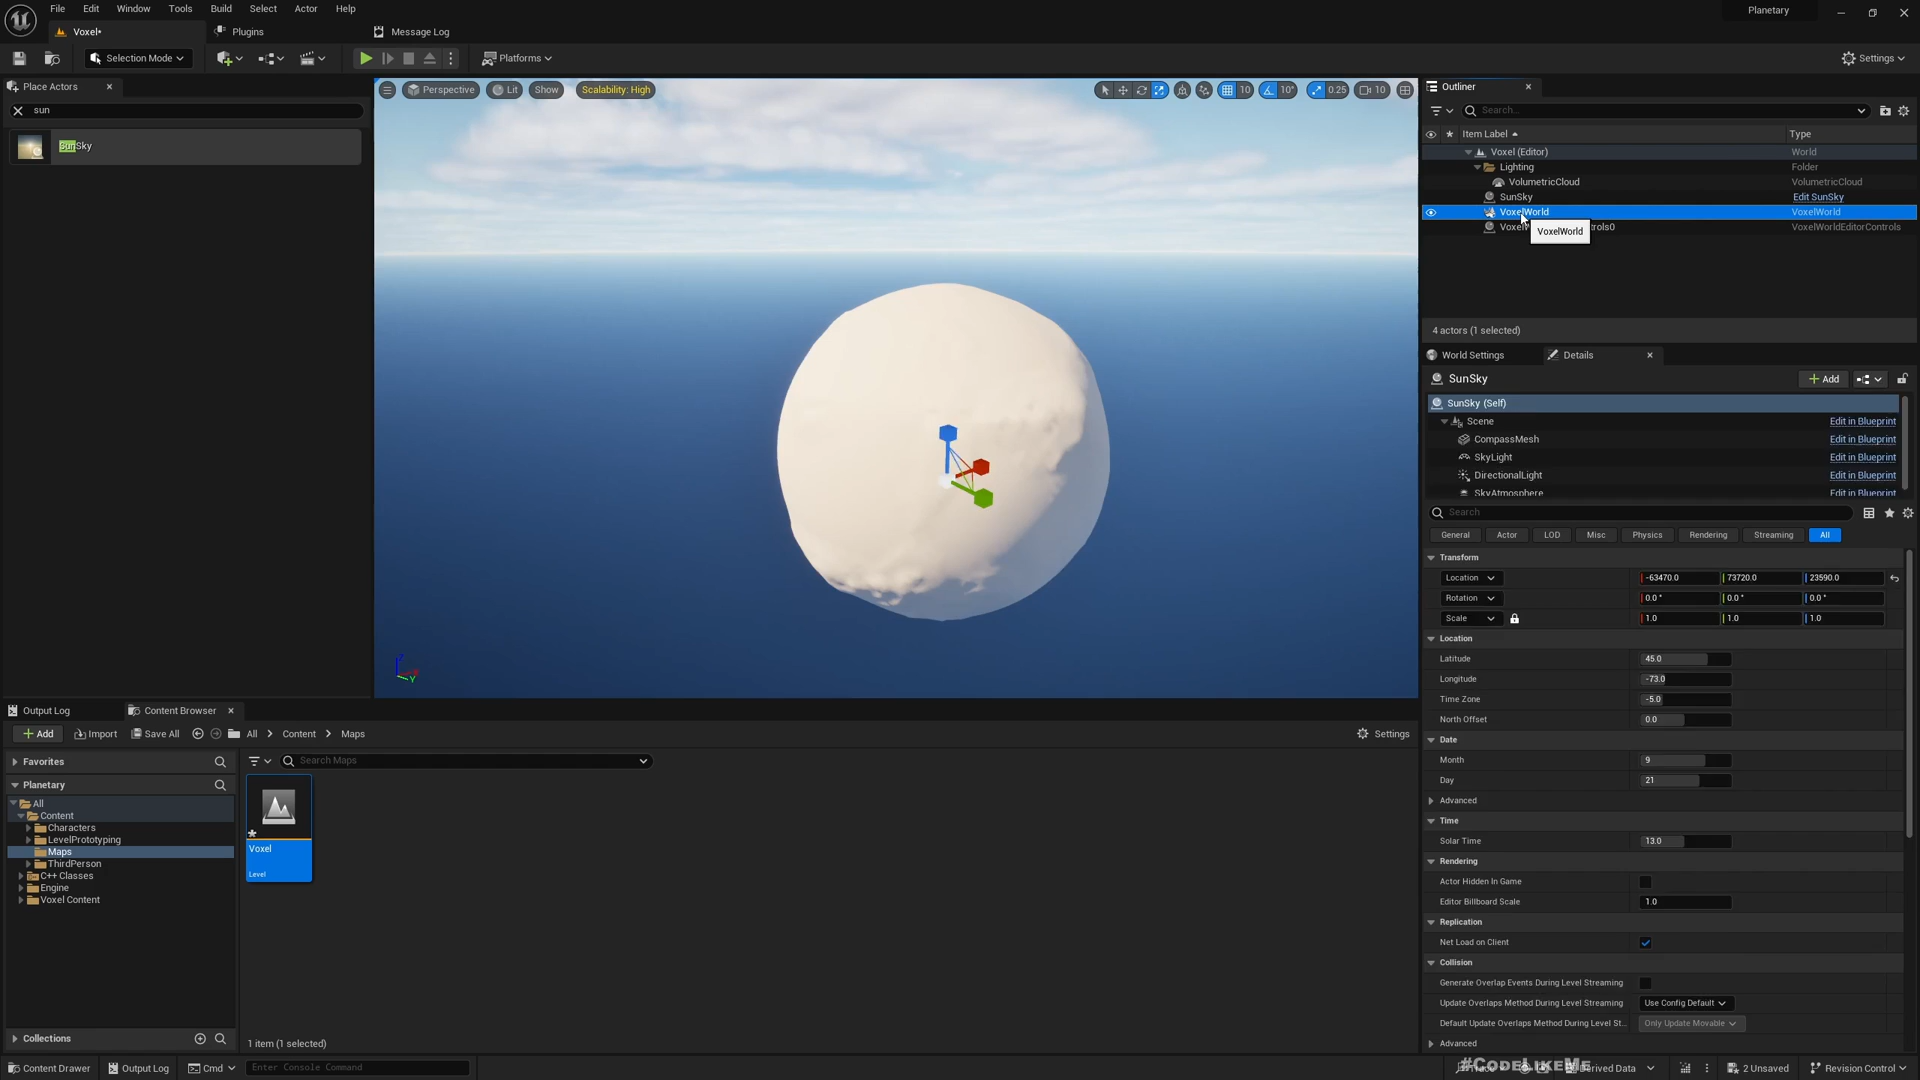 File Edit Window Tools Build Select Actor Help
Planetary
Voxel• Plugins Message Log
Selection Mode Platforms Settings
Place Actors
sun
SunSky
Perspective Lit Show Scalability: High 10 10° 0.25 10
Outliner
Search...
Item Label Type
Voxel (Editor) World
Lighting Folder
VolumetricCloud VolumetricCloud
SunSky Edit SunSky
VoxelWorld VoxelWorld
trols0 VoxelWorldEditorControls
VoxelWorld
4 actors (1 selected)
World Settings Details
SunSky Add
SunSky (Self)
Scene Edit in Blueprint
CompassMesh Edit in Blueprint
SkyLight Edit in Blueprint
DirectionalLight Edit in Blueprint
SkyAtmosphere Edit in Blueprint
Search
General Actor LOD Misc Physics Rendering Streaming All
Transform
Location -63470.0 73720.0 23590.0
Rotation 0.0 ° 0.0 ° 0.0 °
Scale 1.0 1.0 1.0
Location
Latitude 45.0
Longitude -73.0
Time Zone -5.0
North Offset 0.0
Date
Month 9
Day 21
Advanced
Time
Solar Time 13.0
Rendering
Actor Hidden In Game
Editor Billboard Scale 1.0
Replication
Net Load on Client
Collision
Generate Overlap Events During Level Streaming
Update Overlaps Method During Level Streaming Use Config Default
Default Update Overlaps Method During Level St... Only Update Movable
Advanced
Z
Y
Output Log Content Browser
Add Import Save All All > Content > Maps Settings
Favorites
Search Maps
Planetary
All
Content
Characters
LevelPrototyping
Maps
ThirdPerson
C++ Classes
Engine
Voxel Content
Voxel
Level
Collections
1 item (1 selected)
Content Drawer Output Log Cmd Enter Console Command
#CodeLikeMe
Derived Data 2 Unsaved Revision Control